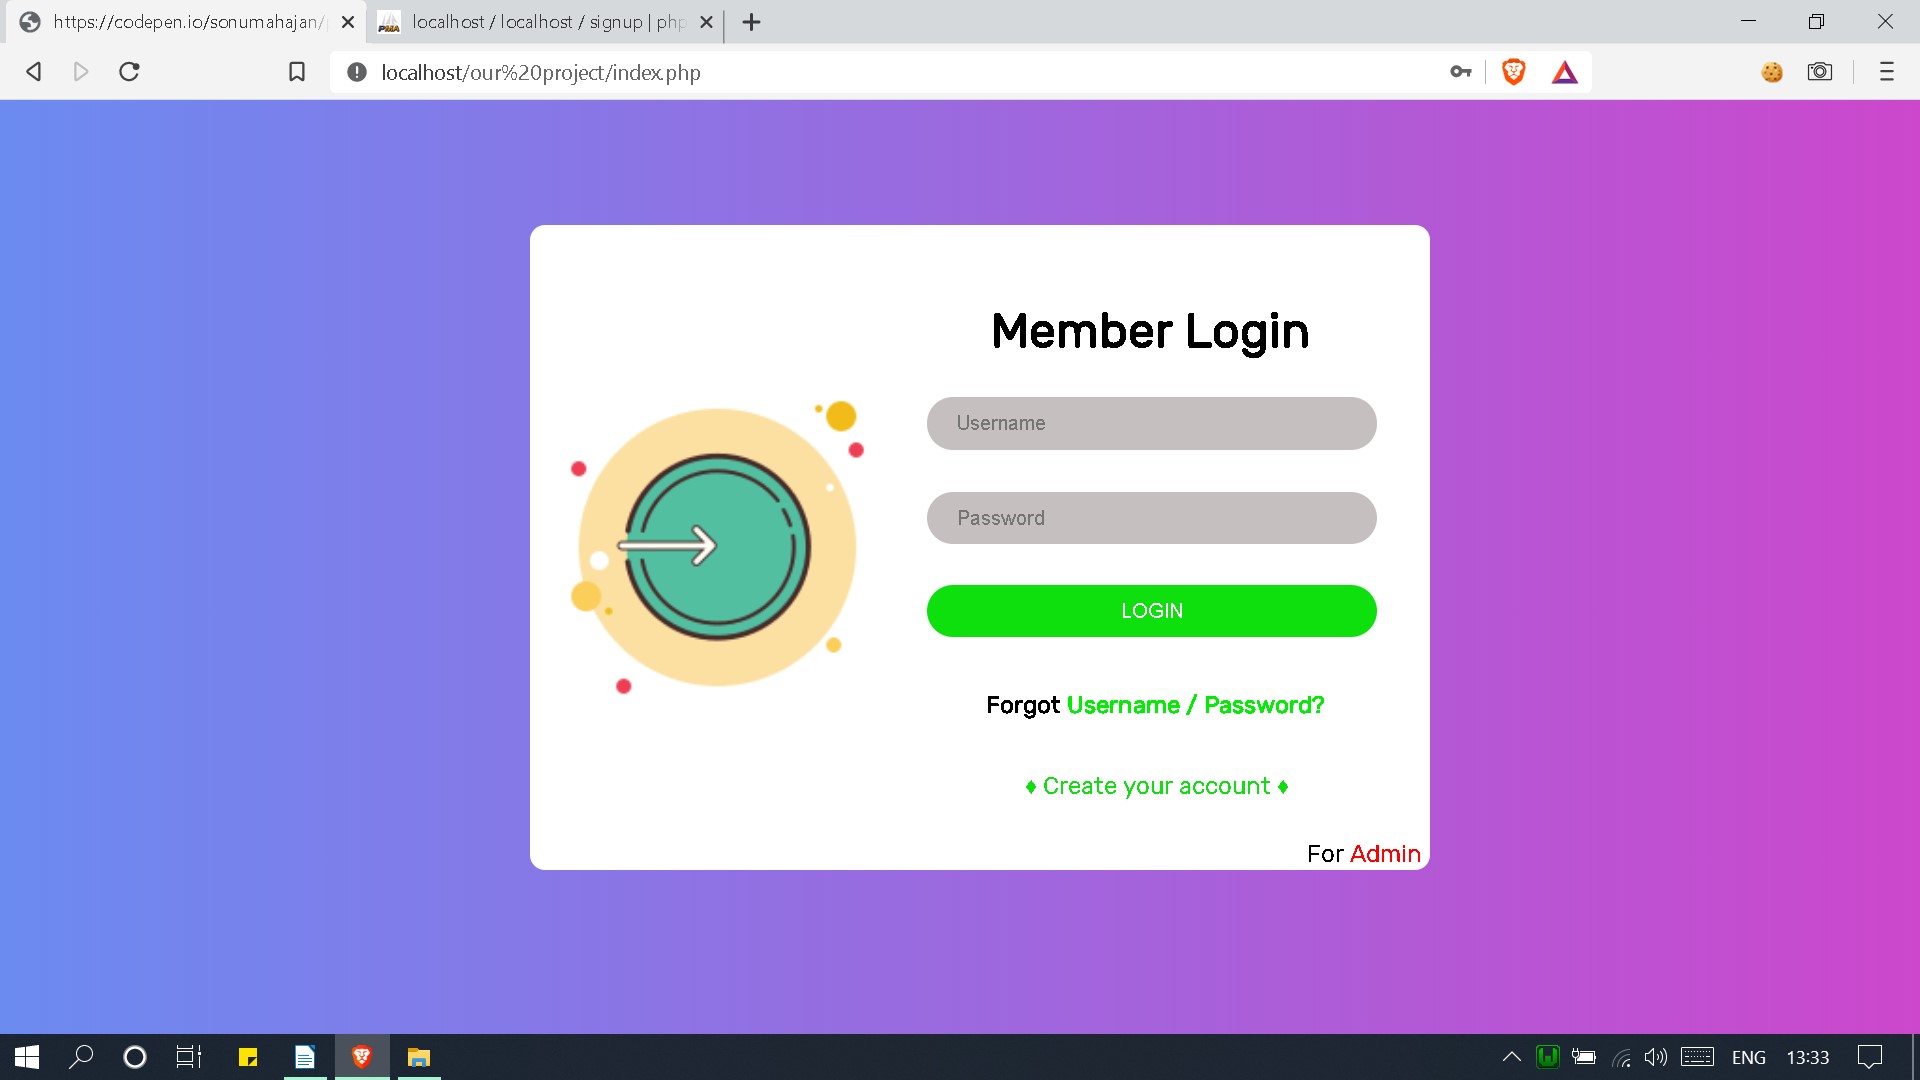 https://codepen.io/sonumahajan/
localhost / localhost / signup | php
localhost/our%20project/index.php
Member Login
Username
Password
LOGIN
Forgot Username / Password?
♦ Create your account ♦
For Admin
ENG 13:33